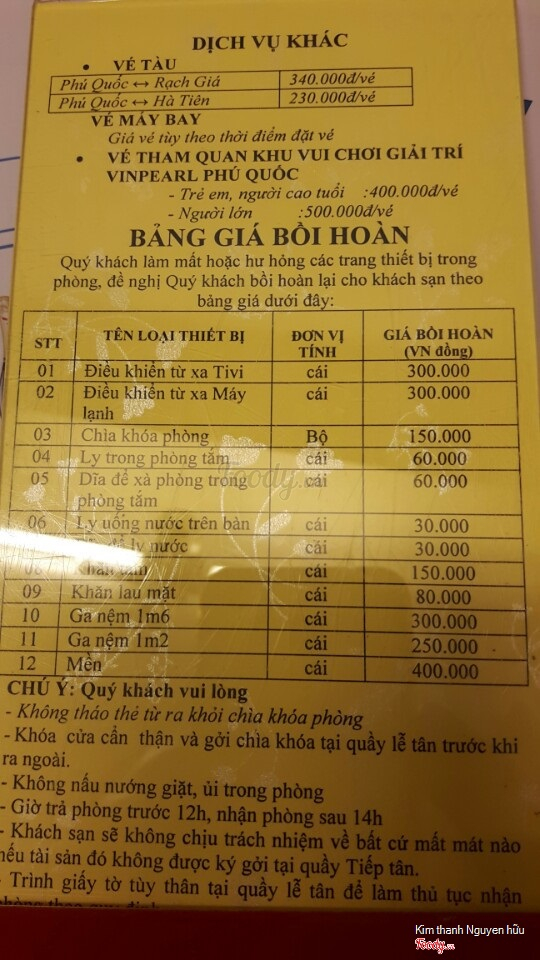 DỊCH VỤ KHÁC
• VÉ TÀU
Phú Quốc ↔ Rạch Giá 340.000đ/vé
Phú Quốc ↔ Hà Tiên 230.000đ/vé
VÉ MÁY BAY
Giá vé tùy theo thời điểm đặt vé
• VÉ THAM QUAN KHU VUI CHƠI GIẢI TRÍ
VINPEARL PHÚ QUỐC
- Trẻ em, người cao tuổi :400.000đ/vé
- Người lớn :500.000đ/vé
BẢNG GIÁ BỒI HOÀN
Quý khách làm mất hoặc hư hỏng các trang thiết bị trong
phòng, đề nghị Quý khách bồi hoàn lại cho khách sạn theo
bảng giá dưới đây:
STT TÊN LOẠI THIẾT BỊ ĐƠN VỊ TÍNH GIÁ BỒI HOÀN (VN đồng)
01 Điều khiển từ xa Tivi cái 300.000
02 Điều khiển từ xa Máy cái 300.000
lạnh
03 Chìa khóa phòng Bộ 150.000
04 Ly trong phòng tắm cái 60.000
05 Dĩa để xà phòng trong cái 60.000
phòng tắm
06 Ly uống nước trên bàn cái 30.000
để ly nước cái 30.000
08 Khăn tắm cái 150.000
09 Khăn lau mặt cái 80.000
10 Ga nệm 1m6 cái 300.000
11 Ga nệm 1m2 cái 250.000
12 Mền cái 400.000
CHÚ Ý: Quý khách vui lòng
- Không tháo thẻ từ ra khỏi chìa khóa phòng
- Khóa cửa cẩn thận và gởi chìa khóa tại quầy lễ tân trước khi
ra ngoài.
- Không nấu nướng giặt, ủi trong phòng
- Giờ trả phòng trước 12h, nhận phòng sau 14h
- Khách sạn sẽ không chịu trách nhiệm về bất cứ mất mát nào
nếu tài sản đó không được ký gởi tại quầy Tiếp tân.
- Trình giấy tờ tùy thân tại quầy lễ tân để làm thủ tục nhận
Kim thanh Nguyen hữu
Foody.vn